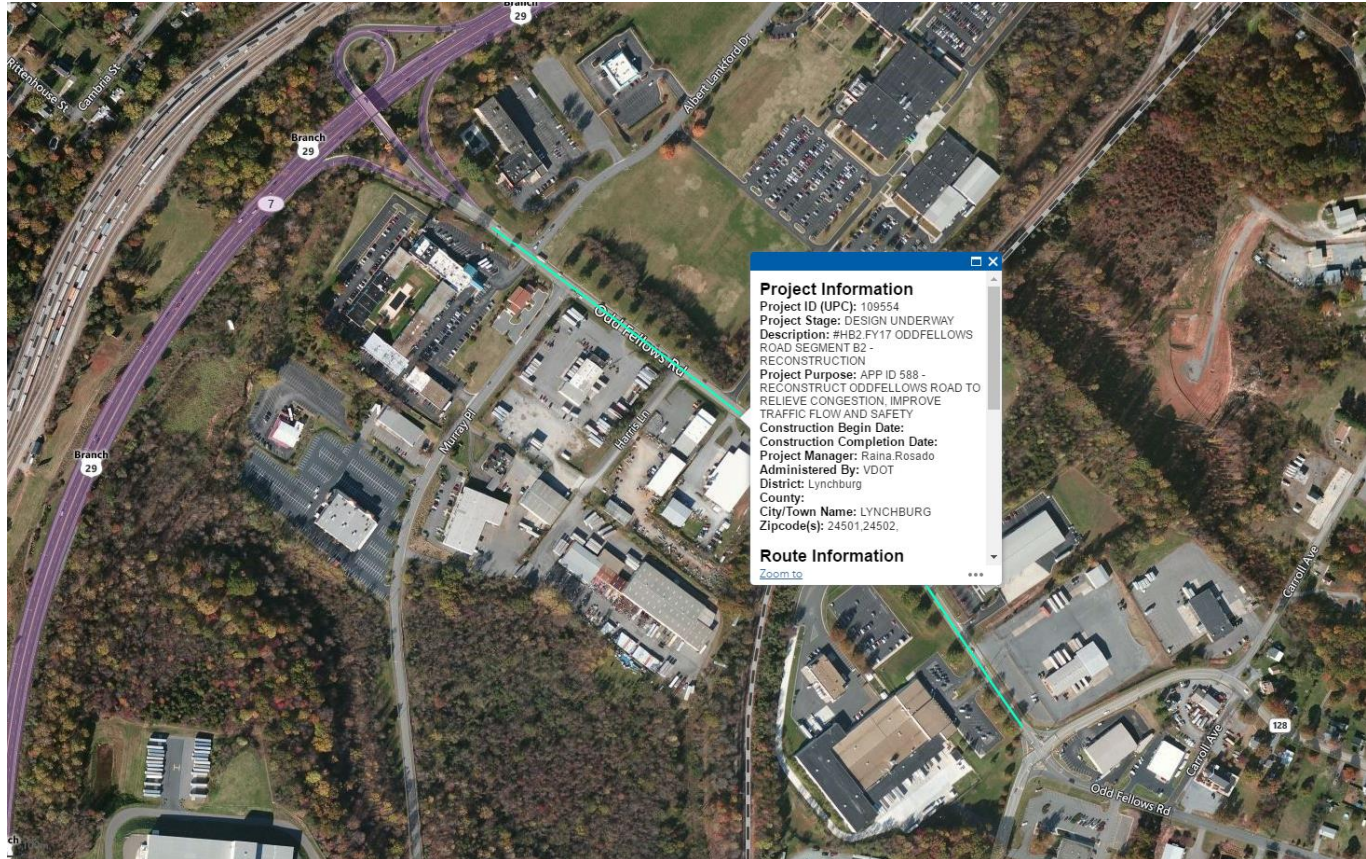 Branch
29
Rittenhouse St
Cambria St
Albert Lankford Dr
Branch
29
7
Odd Fellows Rd
Murray Pl
Harris Ln
Branch
29
Project Information
Project ID (UPC): 109554
Project Stage: DESIGN UNDERWAY
Description: #HB2.FY17 ODDFELLOWS
ROAD SEGMENT B2 -
RECONSTRUCTION
Project Purpose: APP ID 588 -
RECONSTRUCT ODDFELLOWS ROAD TO
RELIEVE CONGESTION, IMPROVE
TRAFFIC FLOW AND SAFETY
Construction Begin Date:
Construction Completion Date:
Project Manager: Raina.Rosado
Administered By: VDOT
District: Lynchburg
County:
City/Town Name: LYNCHBURG
Zipcode(s): 24501,24502,
Route Information
Zoom to
Carroll Ave
128
Carroll Ave
Odd Fellows Rd